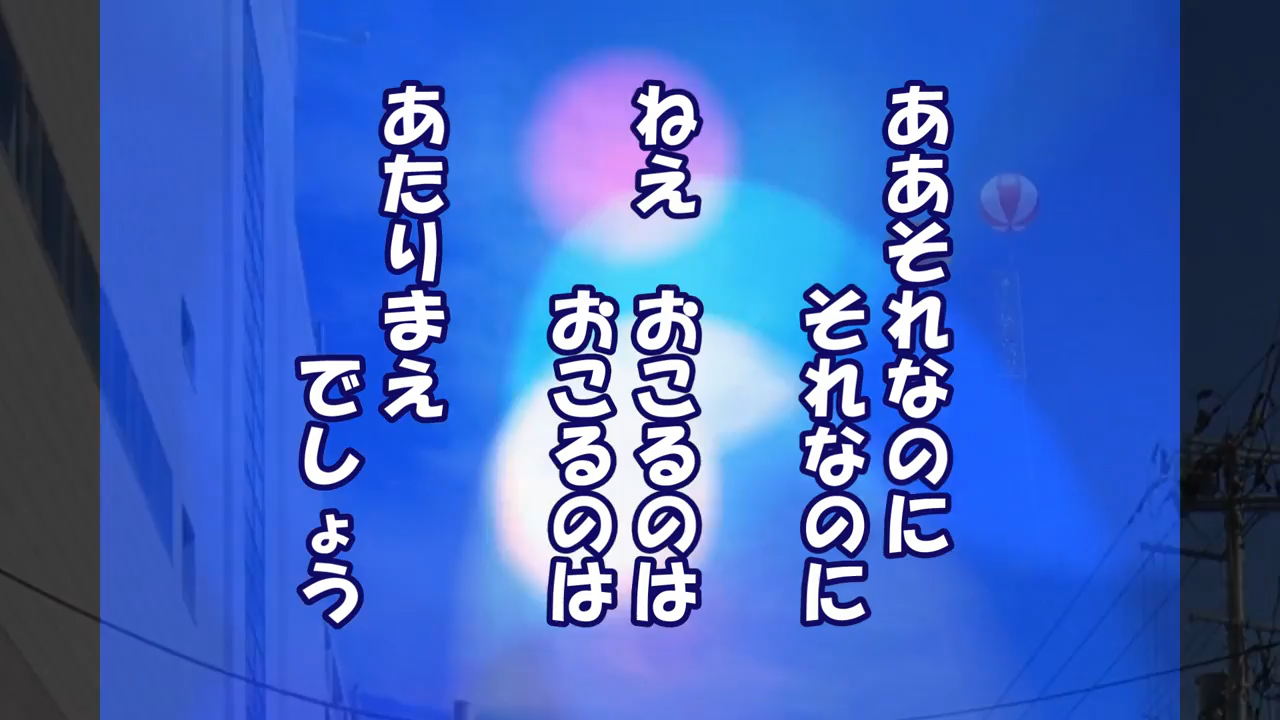 ああそれなのに
それなのに
ねえ おこるのは
おこるのは
あたりまえ
でしょう